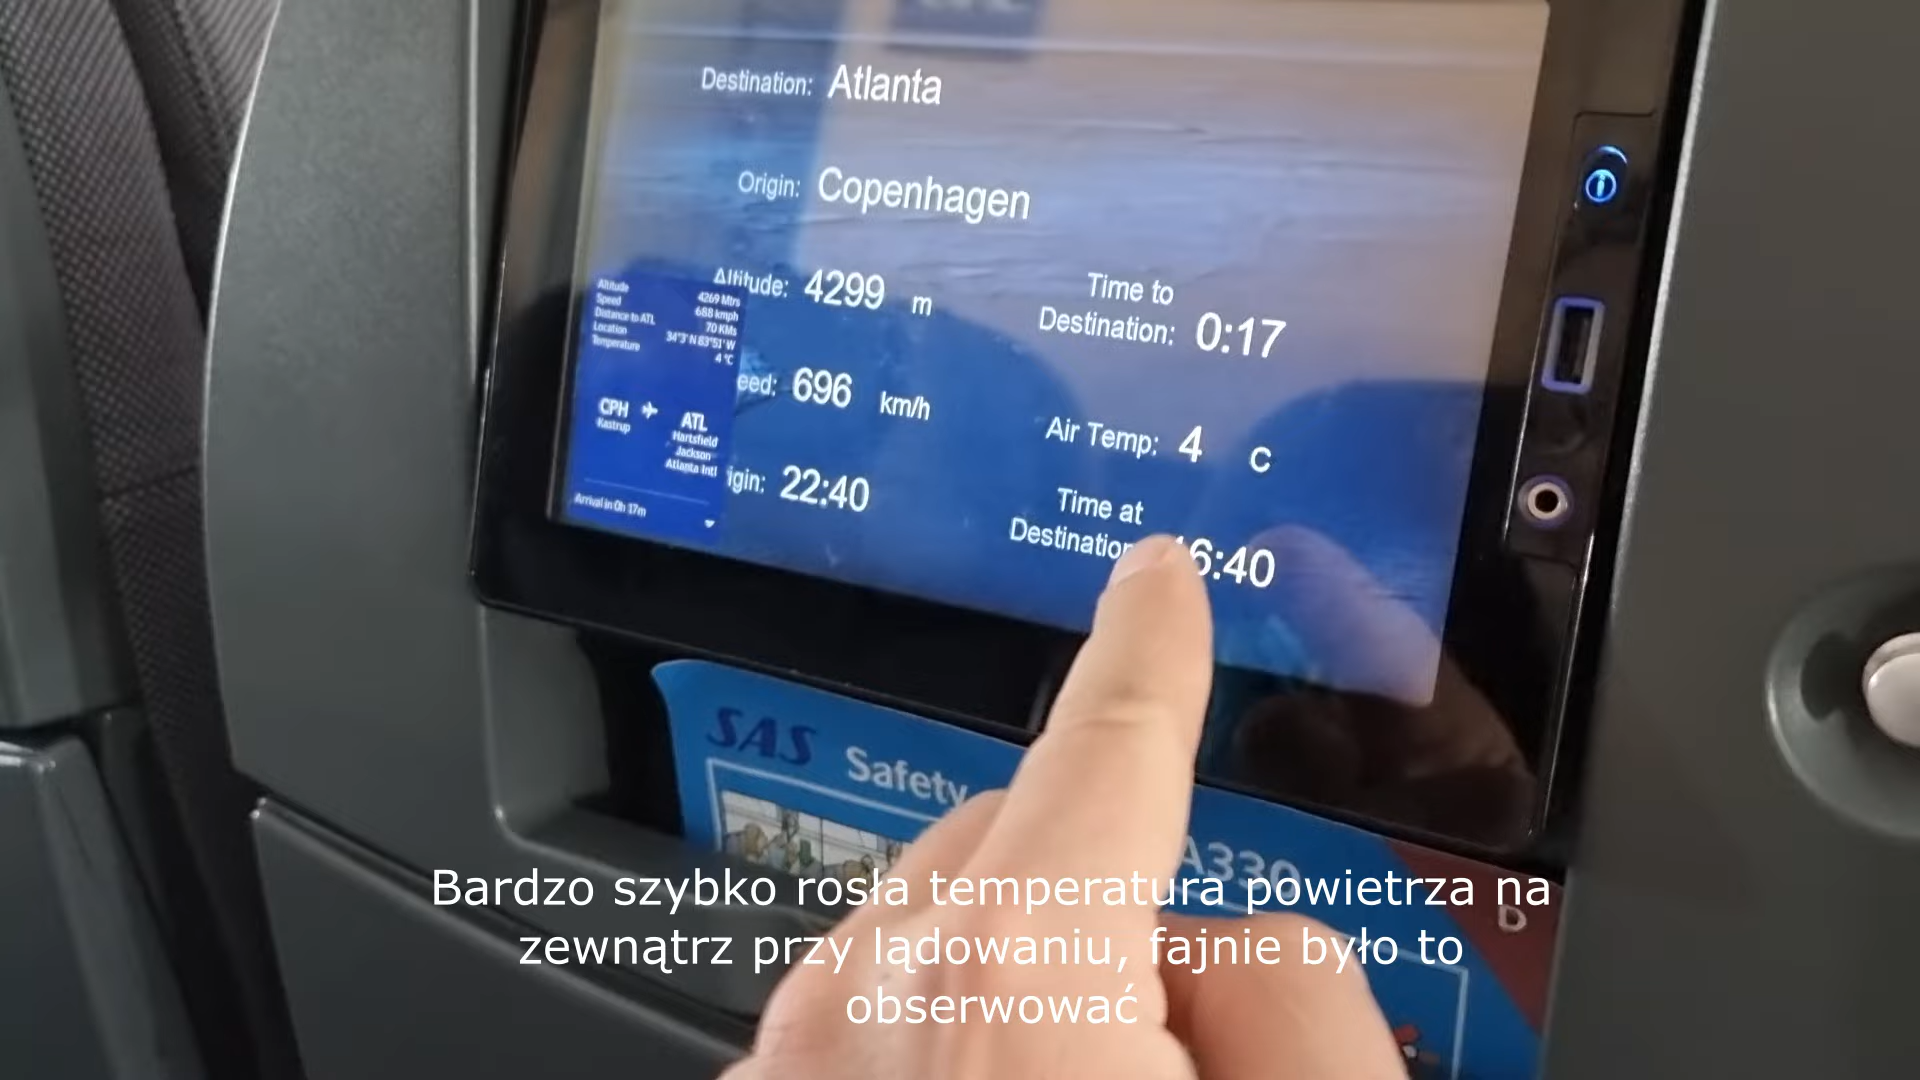 Destination: Atlanta
Origin: Copenhagen
Altitude: 4299 m
Time to
Destination: 0:17
Altitude 4269 Mtrs
Speed 688 kmph
Distance to ATL 70 KMs
Location 34°3'N 83°51'W
Temperature 4 °C
eed: 696 km/h
Air Temp: 4 C
CPH ATL
Kastrup Hartsfield
Jackson
Atlanta Intl
igin: 22:40
Time at
Destination 16:40
Arrival in 0h 17m
SAS Safety
A330
D
Bardzo szybko rosła temperatura powietrza na
zewnątrz przy lądowaniu, fajnie było to
obserwować